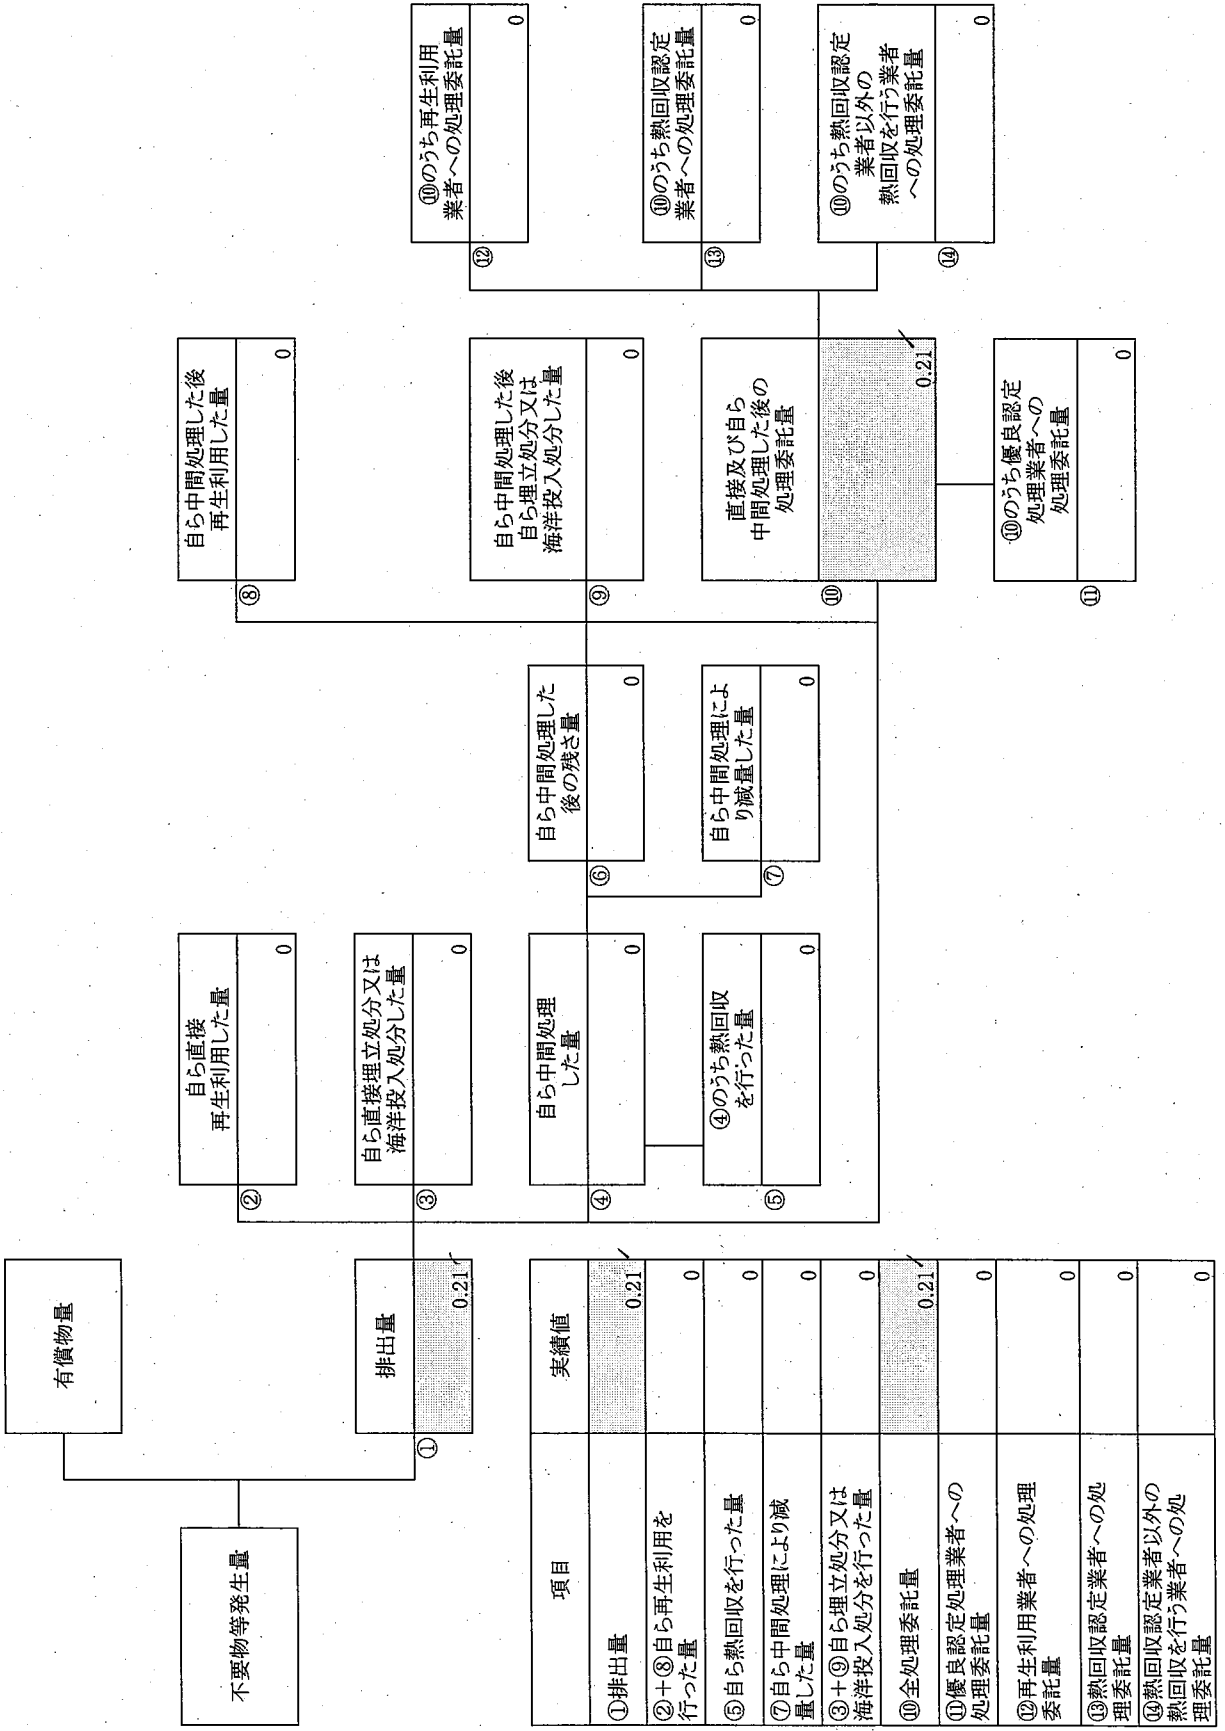 不要物等発生量
有償物量
排出量
①
0.21
自ら直接
再生利用した量
②
0
自ら直接埋立処分又は
海洋投入処分した量
③
0
自ら中間処理
した量
④
0
④のうち熱回収
を行った量
⑤
0
自ら中間処理した
後の残さ量
⑥
0
自ら中間処理によ
り減量した量
⑦
0
自ら中間処理した後
再生利用した量
⑧
0
自ら中間処理した後
自ら埋立処分又は
海洋投入処分した量
⑨
0
直接及び自ら
中間処理した後の
処理委託量
⑩
0.21
⑩のうち優良認定
処理業者への
処理委託量
⑪
0
⑩のうち再生利用
業者への処理委託量
⑫
0
⑩のうち熱回収認定
業者への処理委託量
⑬
0
⑩のうち熱回収認定
業者以外の
熱回収を行う業者
への処理委託量
⑭
0
項目 実績値
①排出量 0.21
②+⑧自ら再生利用を
行った量 0
⑤自ら熱回収を行った量 0
⑦自ら中間処理により減
量した量 0
③+⑨自ら埋立処分又は
海洋投入処分を行った量 0
⑩全処理委託量 0.21
⑪優良認定処理業者への
処理委託量 0
⑫再生利用業者への処理
委託量 0
⑬熱回収認定業者への処
理委託量 0
⑭熱回収認定業者以外の
熱回収を行う業者への処
理委託量 0